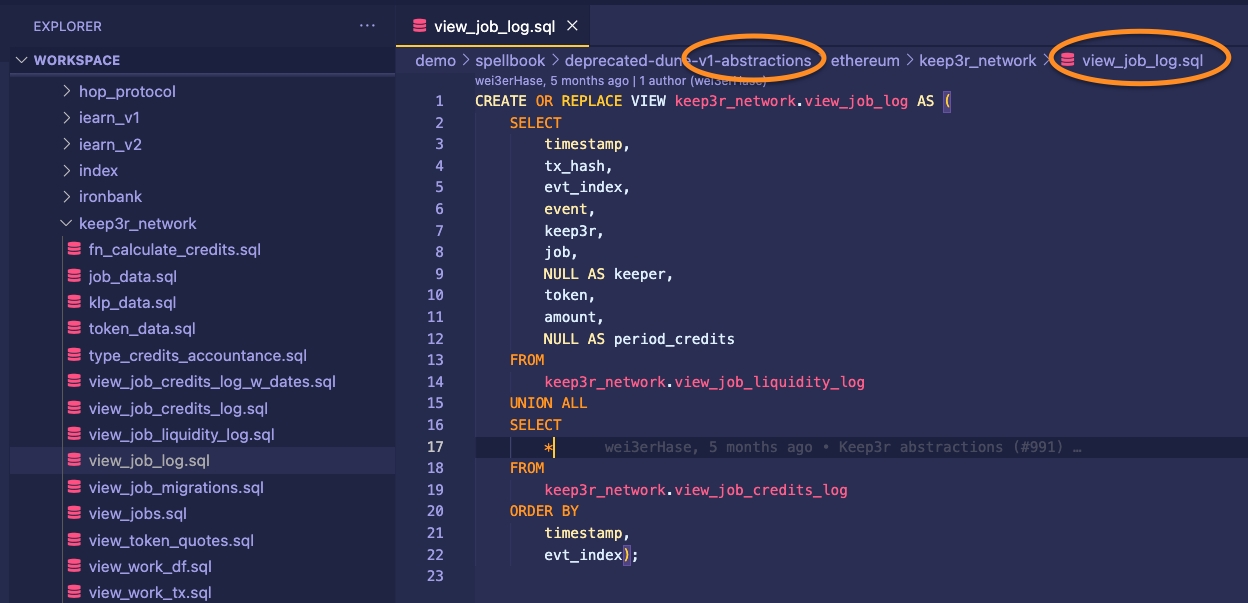 EXPLORER ···
view_job_log.sql ×
WORKSPACE
demo > spellbook > deprecated-dune-v1-abstractions > ethereum > keep3r_network > view_job_log.sql
hop_protocol
iearn_v1
iearn_v2
index
ironbank
keep3r_network
fn_calculate_credits.sql
job_data.sql
klp_data.sql
token_data.sql
type_credits_accountance.sql
view_job_credits_log_w_dates.sql
view_job_credits_log.sql
view_job_liquidity_log.sql
view_job_log.sql
view_job_migrations.sql
view_jobs.sql
view_token_quotes.sql
view_work_df.sql
view_work_tx.sql
wei3erHase, 5 months ago | 1 author (wei3erHase)
1 CREATE OR REPLACE VIEW keep3r_network.view_job_log AS (
2 SELECT
3 timestamp,
4 tx_hash,
5 evt_index,
6 event,
7 keep3r,
8 job,
9 NULL AS keeper,
10 token,
11 amount,
12 NULL AS period_credits
13 FROM
14 keep3r_network.view_job_liquidity_log
15 UNION ALL
16 SELECT
17 * wei3erHase, 5 months ago • Keep3r abstractions (#991) …
18 FROM
19 keep3r_network.view_job_credits_log
20 ORDER BY
21 timestamp,
22 evt_index);
23